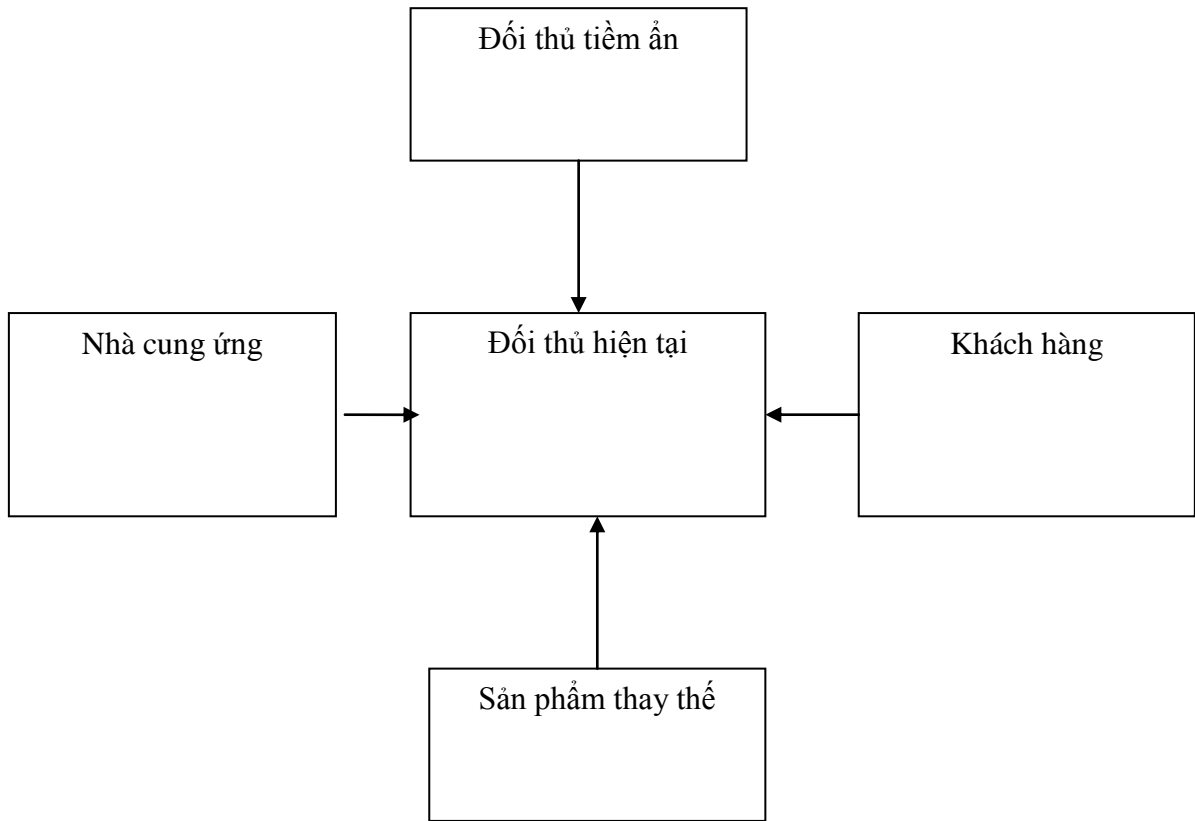 Đối thủ tiềm ẩn
Nhà cung ứng
Đối thủ hiện tại
Khách hàng
Sản phẩm thay thế